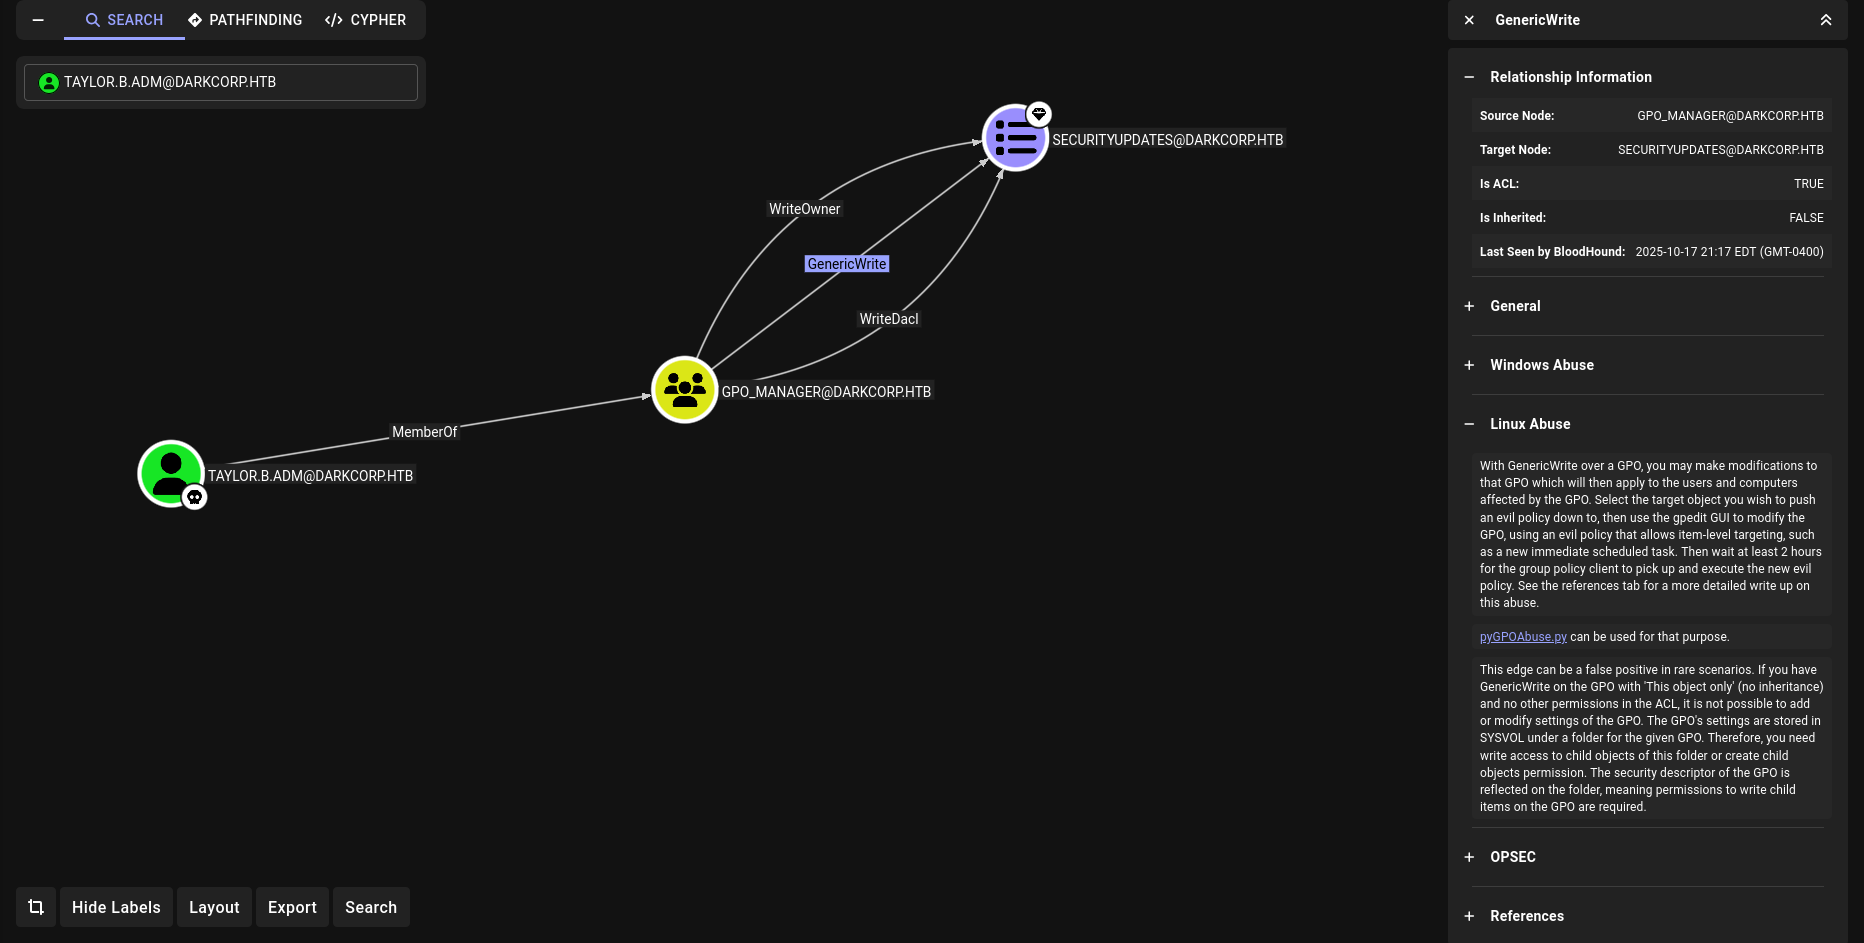 SEARCH
PATHFINDING
</> CYPHER
TAYLOR.B.ADM@DARKCORP.HTB
SECURITYUPDATES@DARKCORP.HTB
WriteOwner
GenericWrite
WriteDacl
GPO_MANAGER@DARKCORP.HTB
MemberOf
TAYLOR.B.ADM@DARKCORP.HTB
Hide Labels
Layout
Export
Search
GenericWrite
Relationship Information
Source Node: GPO_MANAGER@DARKCORP.HTB
Target Node: SECURITYUPDATES@DARKCORP.HTB
Is ACL: TRUE
Is Inherited: FALSE
Last Seen by BloodHound: 2025-10-17 21:17 EDT (GMT-0400)
General
Windows Abuse
Linux Abuse
With GenericWrite over a GPO, you may make modifications to
that GPO which will then apply to the users and computers
affected by the GPO. Select the target object you wish to push
an evil policy down to, then use the gpedit GUI to modify the
GPO, using an evil policy that allows item-level targeting, such
as a new immediate scheduled task. Then wait at least 2 hours
for the group policy client to pick up and execute the new evil
policy. See the references tab for a more detailed write up on
this abuse.
pyGPOAbuse.py can be used for that purpose.
This edge can be a false positive in rare scenarios. If you have
GenericWrite on the GPO with 'This object only' (no inheritance)
and no other permissions in the ACL, it is not possible to add
or modify settings of the GPO. The GPO's settings are stored in
SYSVOL under a folder for the given GPO. Therefore, you need
write access to child objects of this folder or create child
objects permission. The security descriptor of the GPO is
reflected on the folder, meaning permissions to write child
items on the GPO are required.
OPSEC
References